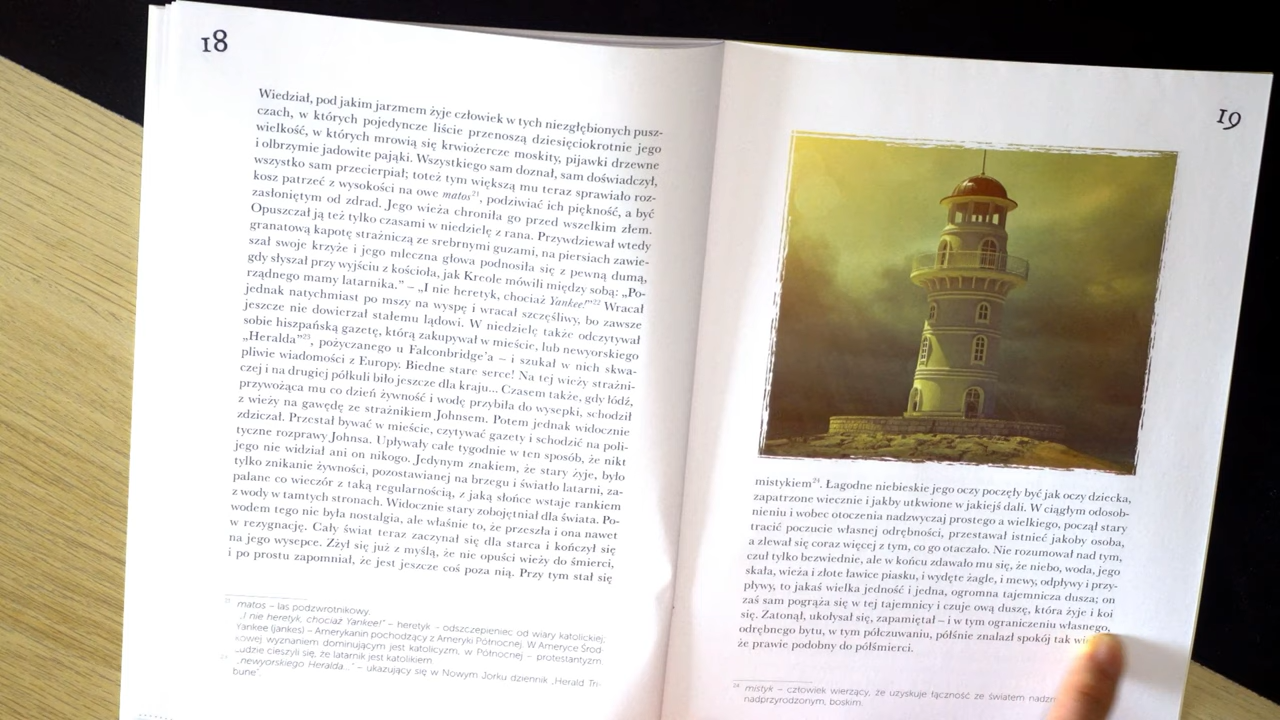 18
Wiedział, pod jakim jarzmem żyje człowiek w tych niezgłębionych pusz-
czach, w których pojedyncze liście przenoszą dziesięciokrotnie jego
wielkość, w których mrowią się krwiożercze moskity, pijawki drzewne
i olbrzymie jadowite pająki. Wszystkiego sam doznał, sam doświadczył,
wszystko sam przecierpiał; toteż tym większą mu teraz sprawiało roz-
kosz patrzeć z wysokości na owe matos²¹, podziwiać ich piękność, a być
zasłoniętym od zdrad. Jego wieża chroniła go przed wszelkim złem.
Opuszczał ją też tylko czasami w niedzielę z rana. Przywdziewał wtedy
granatową kapotę strażniczą ze srebrnymi guzami, na piersiach zawie-
szał swoje krzyże i jego mleczna głowa podnosiła się z pewną dumą,
gdy słyszał przy wyjściu z kościoła, jak Kreole mówili między sobą: „Po-
rządnego mamy latarnika.” – „I nie heretyk, chociaż Yankee!”²² Wracał
jednak natychmiast po mszy na wyspę i wracał szczęśliwy, bo zawsze
jeszcze nie dowierzał stałemu lądowi. W niedzielę także odczytywał
sobie hiszpańską gazetę, którą zakupywał w mieście, lub newyorskiego
„Heralda”²³, pożyczanego u Falconbridge’a – i szukał w nich skwa-
pliwie wiadomości z Europy. Biedne stare serce! Na tej wieży strażni-
czej i na drugiej półkuli biło jeszcze dla kraju... Czasem także, gdy łódź,
przywożąca mu co dzień żywność i wodę przybiła do wysepki, schodził
z wieży na gawędę ze strażnikiem Johnsem. Potem jednak widocznie
zdziczał. Przestał bywać w mieście, czytywać gazety i schodzić na poli-
tyczne rozprawy Johnsa. Upływały całe tygodnie w ten sposób, że nikt
jego nie widział ani on nikogo. Jedynym znakiem, że stary żyje, było
tylko znikanie żywności, pozostawianej na brzegu i światło latarni, za-
palane co wieczór z taką regularnością, z jaką słońce wstaje rankiem
z wody w tamtych stronach. Widocznie stary zobojętniał dla świata. Po-
wodem tego nie była nostalgia, ale właśnie to, że przeszła i ona nawet
w rezygnację. Cały świat teraz zaczynał się dla starca i kończył się
na jego wysepce. Zżył się już z myślą, że nie opuści wieży do śmierci,
i po prostu zapomniał, że jest jeszcze coś poza nią. Przy tym stał się
matos – las podzwrotnikowy.
„I nie heretyk, chociaż Yankee!” – heretyk - odszczepieniec od wiary katolickiej;
Yankee (jankes) – Amerykanin pochodzący z Ameryki Północnej. W Ameryce Środ-
kowej wyznaniem dominującym jest katolicyzm, w Północnej – protestantyzm.
Ludzie cieszyli się, że latarnik jest katolikiem.
„newyorskiego Heralda...” – ukazujący się w Nowym Jorku dziennik „Herald Tri-
bune”.
19
mistykiem²⁴. Łagodne niebieskie jego oczy poczęły być jak oczy dziecka,
zapatrzone wiecznie i jakby utkwione w jakiejś dali. W ciągłym odosob-
nieniu i wobec otoczenia nadzwyczaj prostego a wielkiego, począł stary
tracić poczucie własnej odrębności, przestawał istnieć jakoby osoba,
a zlewał się coraz więcej z tym, co go otaczało. Nie rozumował nad tym,
czuł tylko bezwiednie, ale w końcu zdawało mu się, że niebo, woda, jego
skała, wieża i złote ławice piasku, i wydęte żagle, i mewy, odpływy i przy-
pływy, to jakaś wielka jedność i jedna, ogromna tajemnicza dusza; on
zaś sam pogrąża się w tej tajemnicy i czuje ową duszę, która żyje i koi
się. Zatonął, ukołysał się, zapamiętał – i w tym ograniczeniu własnego,
odrębnego bytu, w tym półczuwaniu, półśnie znalazł spokój tak
że prawie podobny do półśmierci.
²⁴ mistyk – człowiek wierzący, że uzyskuje łączność ze światem
nadprzyrodzonym, boskim.